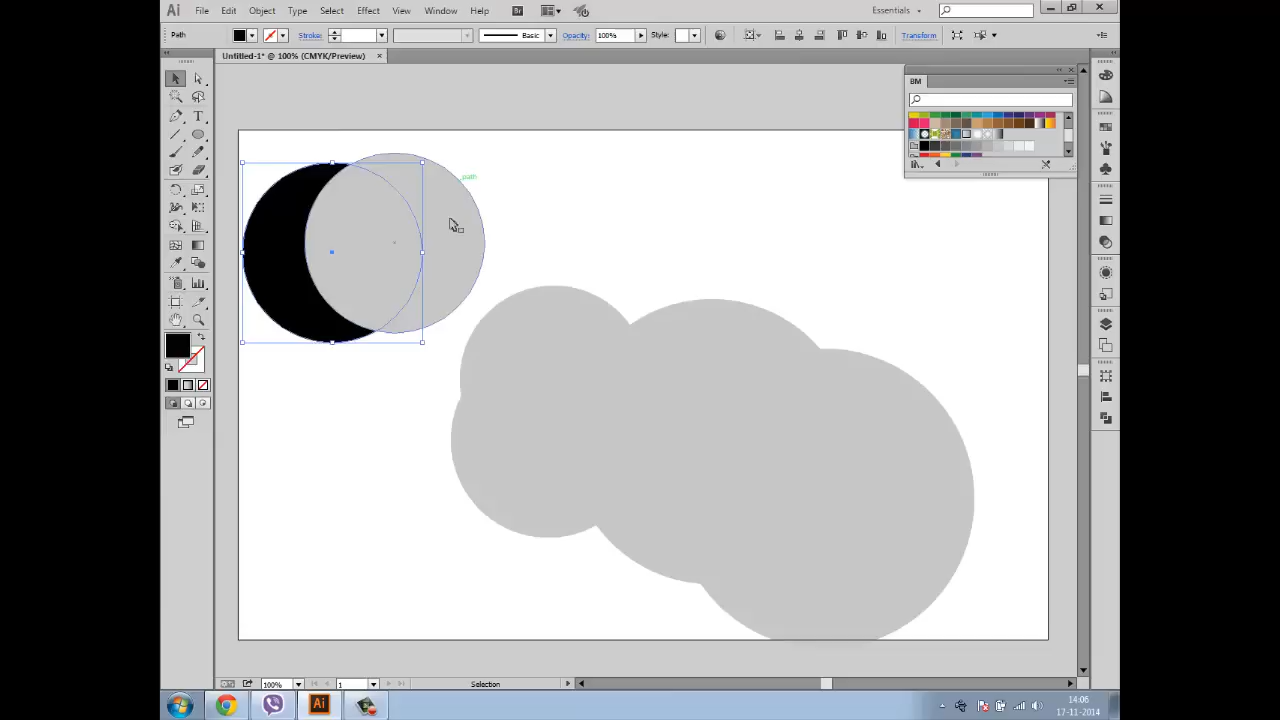 Ai File Edit Object Type Select Effect View Window Help Br Essentials
Path Stroke: Basic Opacity: 100% Style: Transform
Untitled-1* @ 100% (CMYK/Preview)
BM
path
100% 1 Selection
Ai 14:06
17-11-2014